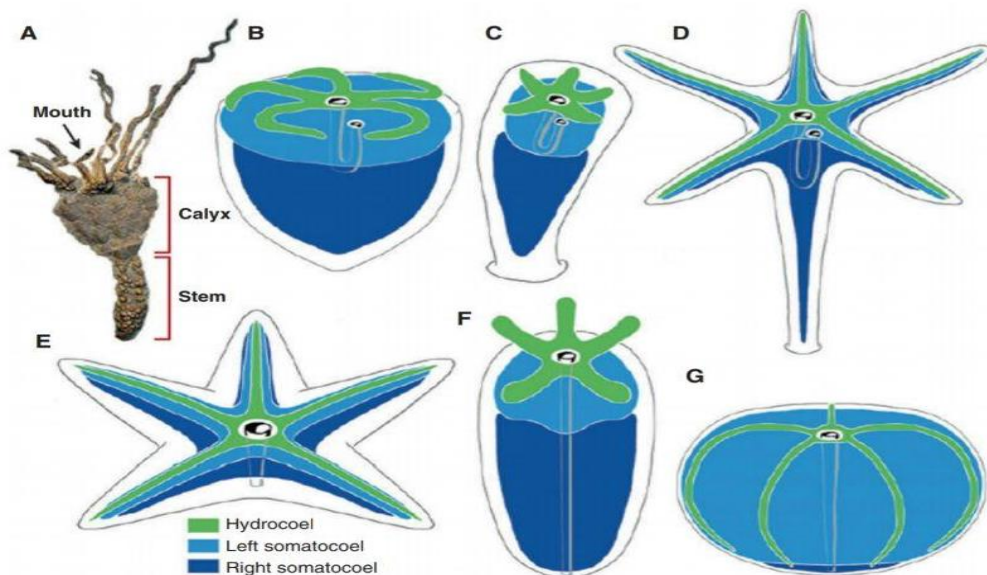 A
B
C
D
Mouth
Calyx
Stem
E
F
G
Hydrocoel
Left somatocoel
Right somatocoel